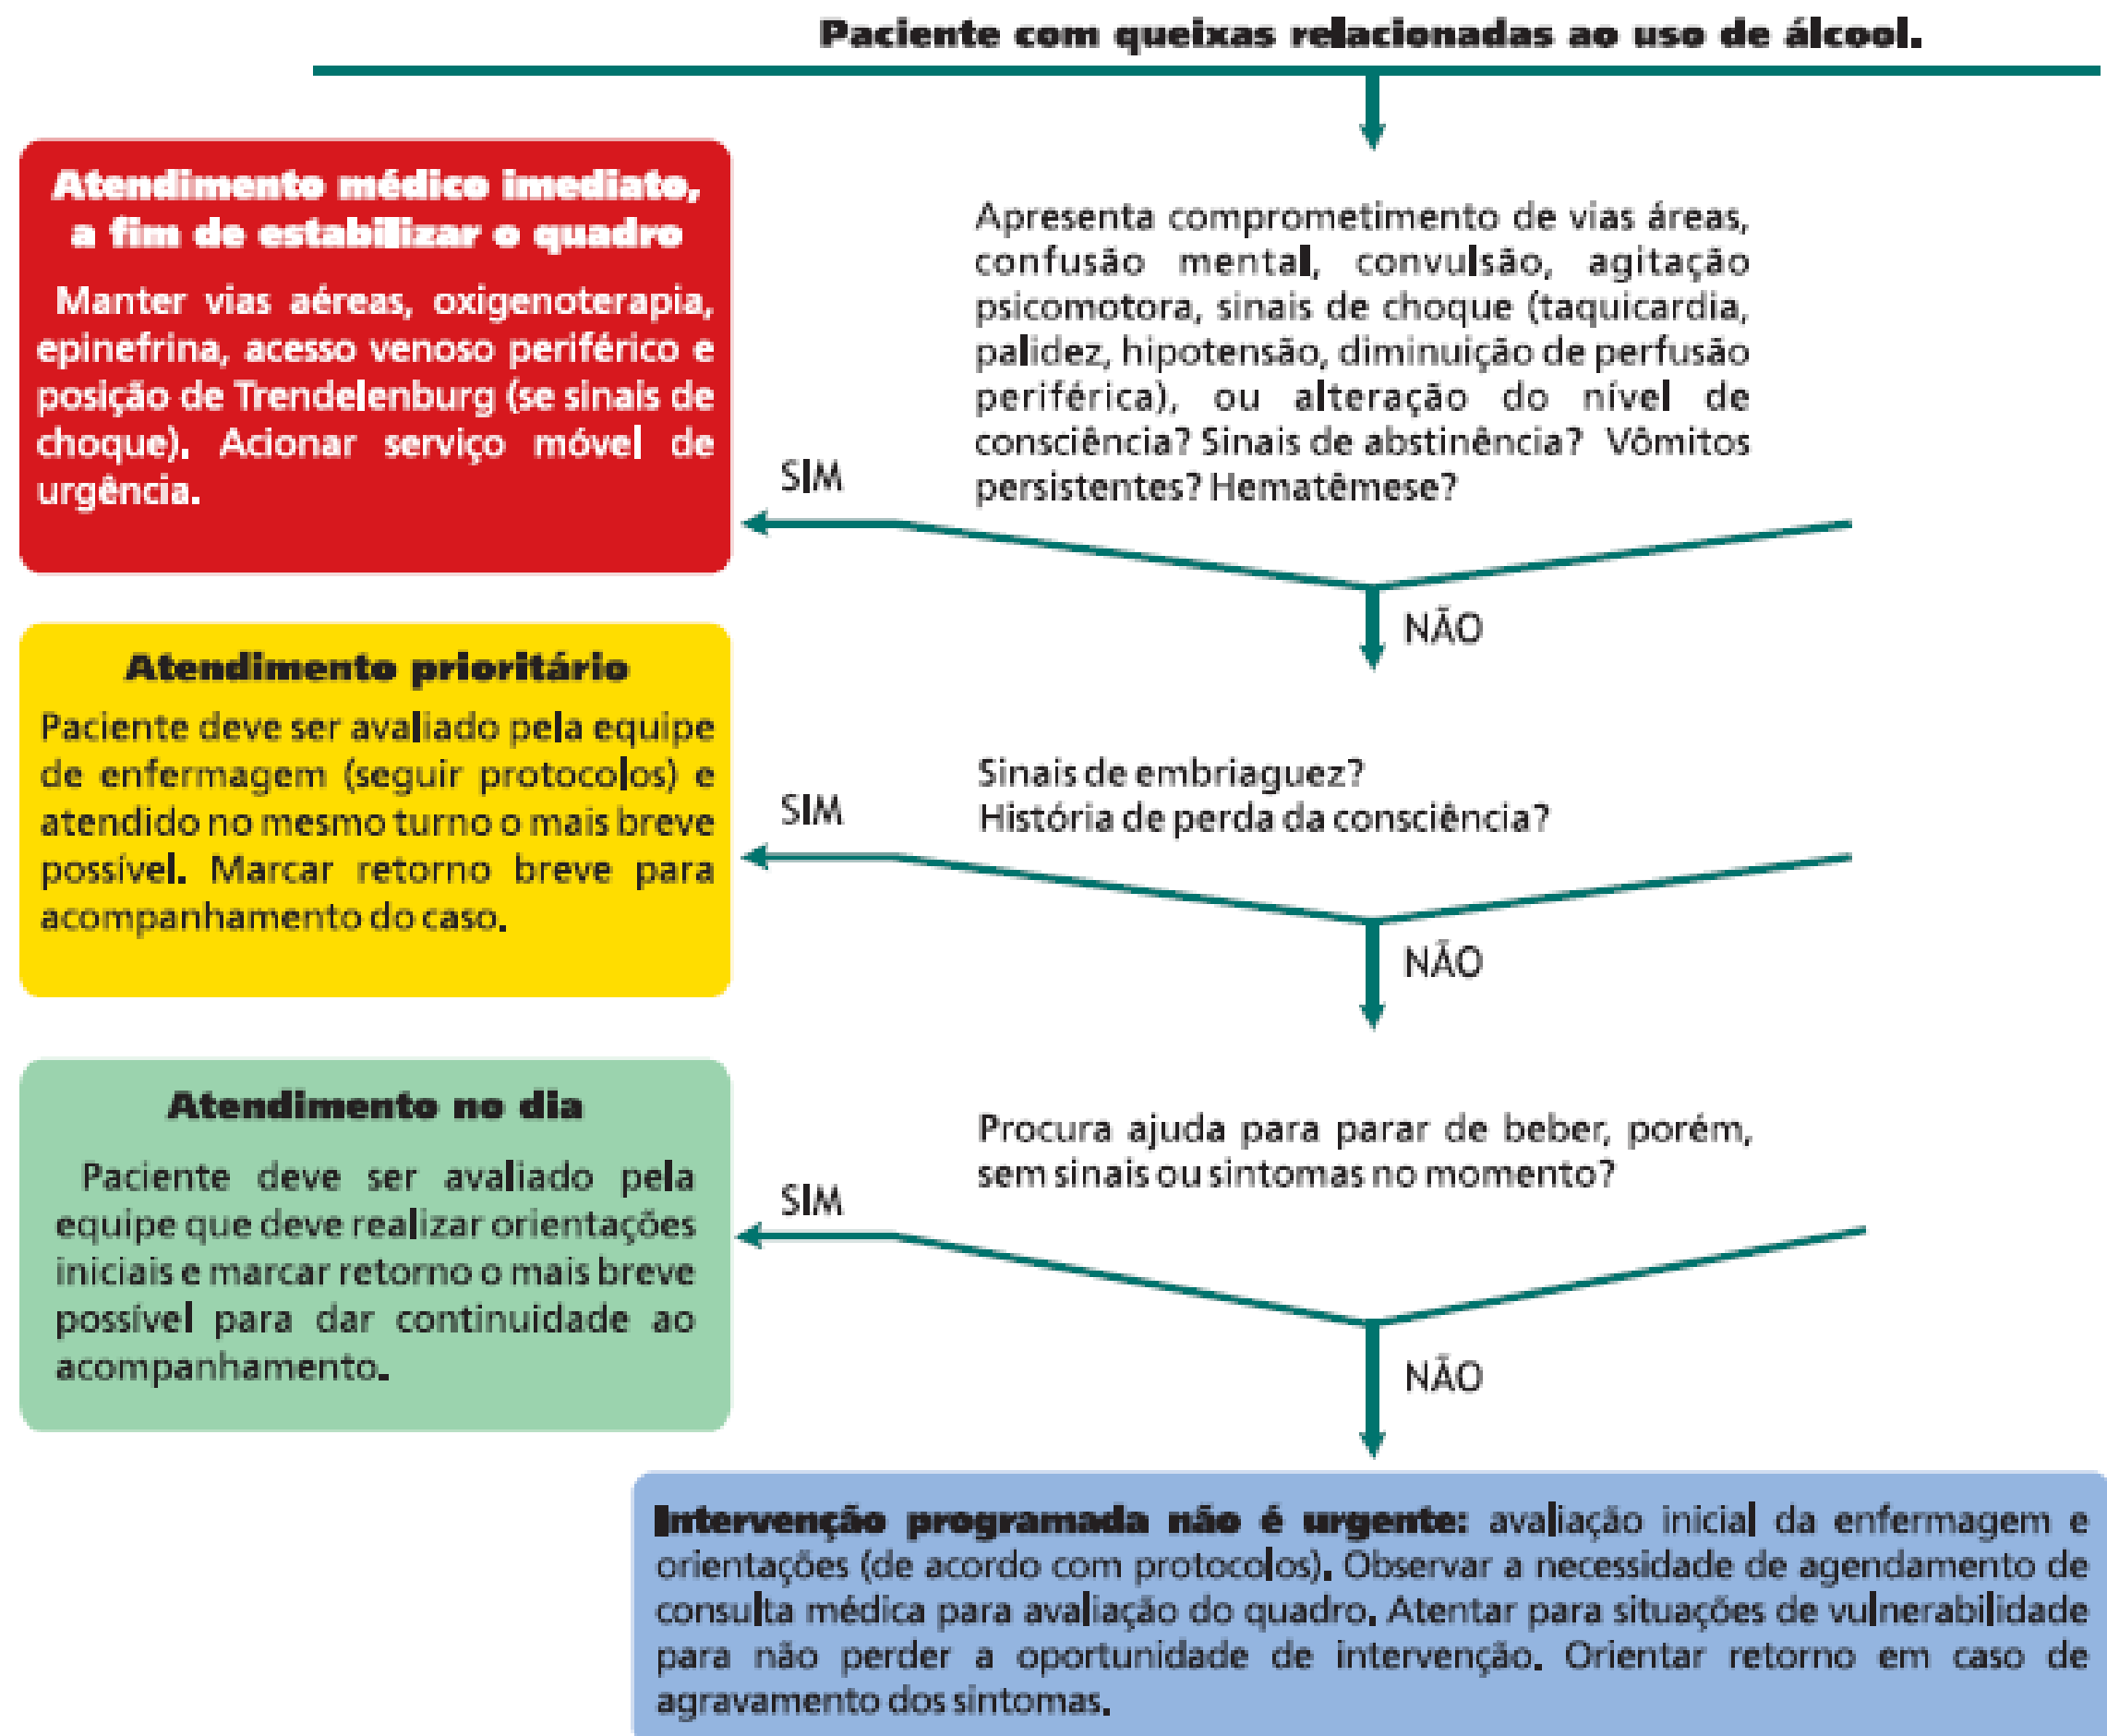 Paciente com queixas relacionadas ao uso de álcool.
Atendimento médico imediato,
a fim de estabilizar o quadro
Manter vias aéreas, oxigenoterapia,
epinefrina, acesso venoso periférico e
posição de Trendelenburg (se sinais de
choque). Acionar serviço móvel de
urgência.
Apresenta comprometimento de vias áreas,
confusão mental, convulsão, agitação
psicomotora, sinais de choque (taquicardia,
palidez, hipotensão, diminuição de perfusão
periférica), ou alteração do nível de
consciência? Sinais de abstinência? Vômitos
persistentes? Hematêmese?
SIM
NÃO
Atendimento prioritário
Paciente deve ser avaliado pela equipe
de enfermagem (seguir protocolos) e
atendido no mesmo turno o mais breve
possível. Marcar retorno breve para
acompanhamento do caso.
Sinais de embriaguez?
História de perda da consciência?
SIM
NÃO
Atendimento no dia
Paciente deve ser avaliado pela
equipe que deve realizar orientações
iniciais e marcar retorno o mais breve
possível para dar continuidade ao
acompanhamento.
Procura ajuda para parar de beber, porém,
sem sinais ou sintomas no momento?
SIM
NÃO
Intervenção programada não é urgente: avaliação inicial da enfermagem e
orientações (de acordo com protocolos). Observar a necessidade de agendamento de
consulta médica para avaliação do quadro. Atentar para situações de vulnerabilidade
para não perder a oportunidade de intervenção. Orientar retorno em caso de
agravamento dos sintomas.